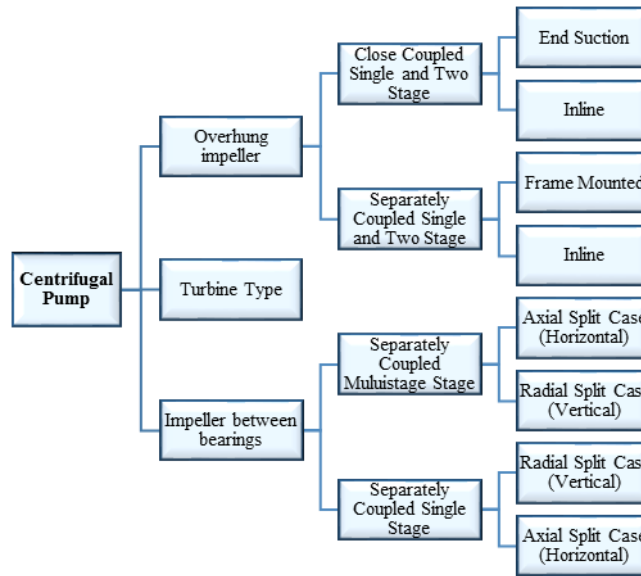 Centrifugal
Pump
Overhung
impeller
Close Coupled
Single and Two
Stage
End Suction
Inline
Separately
Coupled Single
and Two Stage
Frame Mounted
Inline
Turbine Type
Impeller between
bearings
Separately
Coupled
Muluistage Stage
Axial Split Case
(Horizontal)
Radial Split Cas
(Vertical)
Separately
Coupled Single
Stage
Radial Split Cas
(Vertical)
Axial Split Case
(Horizontal)